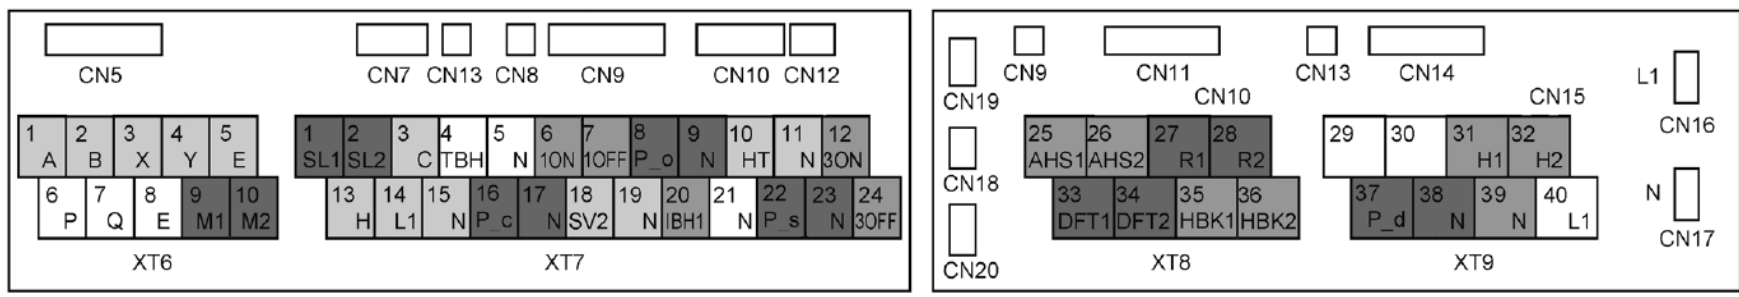 CN5 CN7 CN13 CN8 CN9 CN10 CN12
1 A 2 B 3 X 4 Y 5 E
6 P 7 Q 8 E 9 M1 10 M2
XT6
1 SL1 2 SL2 3 C 4 TBH 5 N 6 1ON 7 1OFF 8 P_o 9 N 10 HT 11 N 12 3ON
13 H 14 L1 15 N 16 P_c 17 N 18 SV2 19 N 20 IBH1 21 N 22 P_s 23 N 24 3OFF
XT7
CN19 CN9 CN11 CN13 CN14
CN18
CN20
CN10
25 AHS1 26 AHS2 27 R1 28 R2
33 DFT1 34 DFT2 35 HBK1 36 HBK2
XT8
CN15
29 30 31 H1 32 H2
37 P_d 38 N 39 N 40 L1
XT9
L1 CN16
N CN17